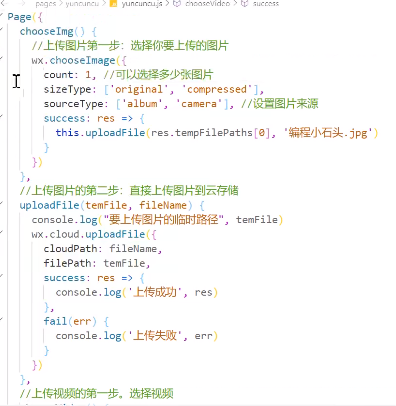 pages > yuncuncu > yuncuncu.js > chooseVideo > success
Page({
  chooseImg() {
    //上传图片第一步：选择你要上传的图片
    wx.chooseImage({
      count: 1, //可以选择多少张图片
      sizeType: ['original', 'compressed'],
      sourceType: ['album', 'camera'], //设置图片来源
      success: res => {
        this.uploadFile(res.tempFilePaths[0], '编程小石头.jpg')
      }
    })
  },
  //上传图片的第二步：直接上传图片到云存储
  uploadFile(temFile, fileName) {
    console.log("要上传图片的临时路径", temFile)
    wx.cloud.uploadFile({
      cloudPath: fileName,
      filePath: temFile,
      success: res => {
        console.log('上传成功', res)
      },
      fail(err) {
        console.log('上传失败', err)
      }
    })
  },
  //上传视频的第一步。选择视频